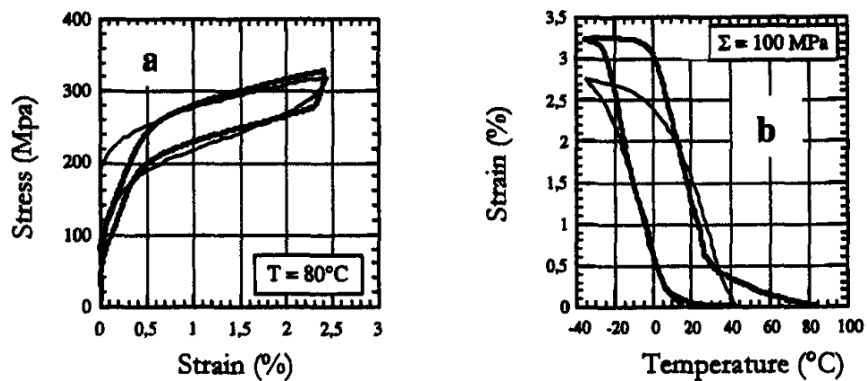 400
300
200
100
0
Stress (Mpa)
a
T = 80°C
0 0,5 1 1,5 2 2,5 3
Strain (%)
3,5
3
2,5
2
1,5
1
0,5
0
Strain (%)
Σ = 100 MPa
b
-40 -20 0 20 40 60 80 100
Temperature (°C)